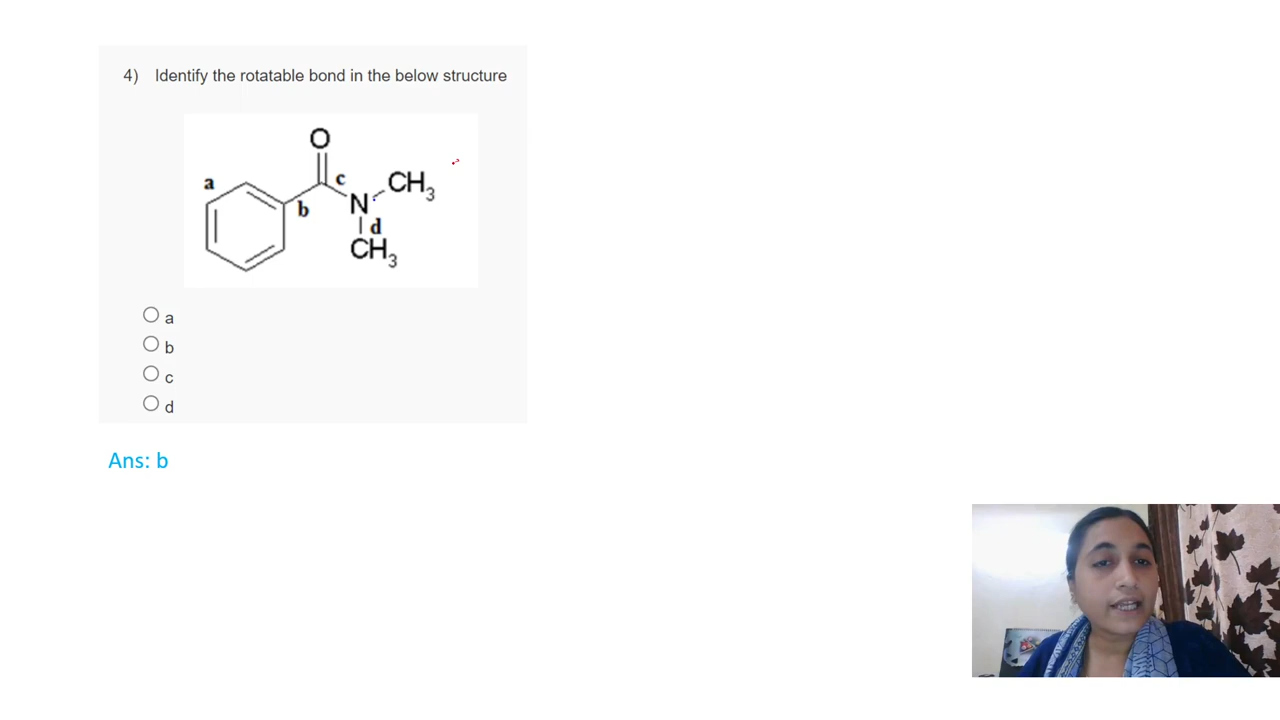 4) Identify the rotatable bond in the below structure
O
a
c
CH3
b
N
d
CH3
a
b
c
d
Ans: b